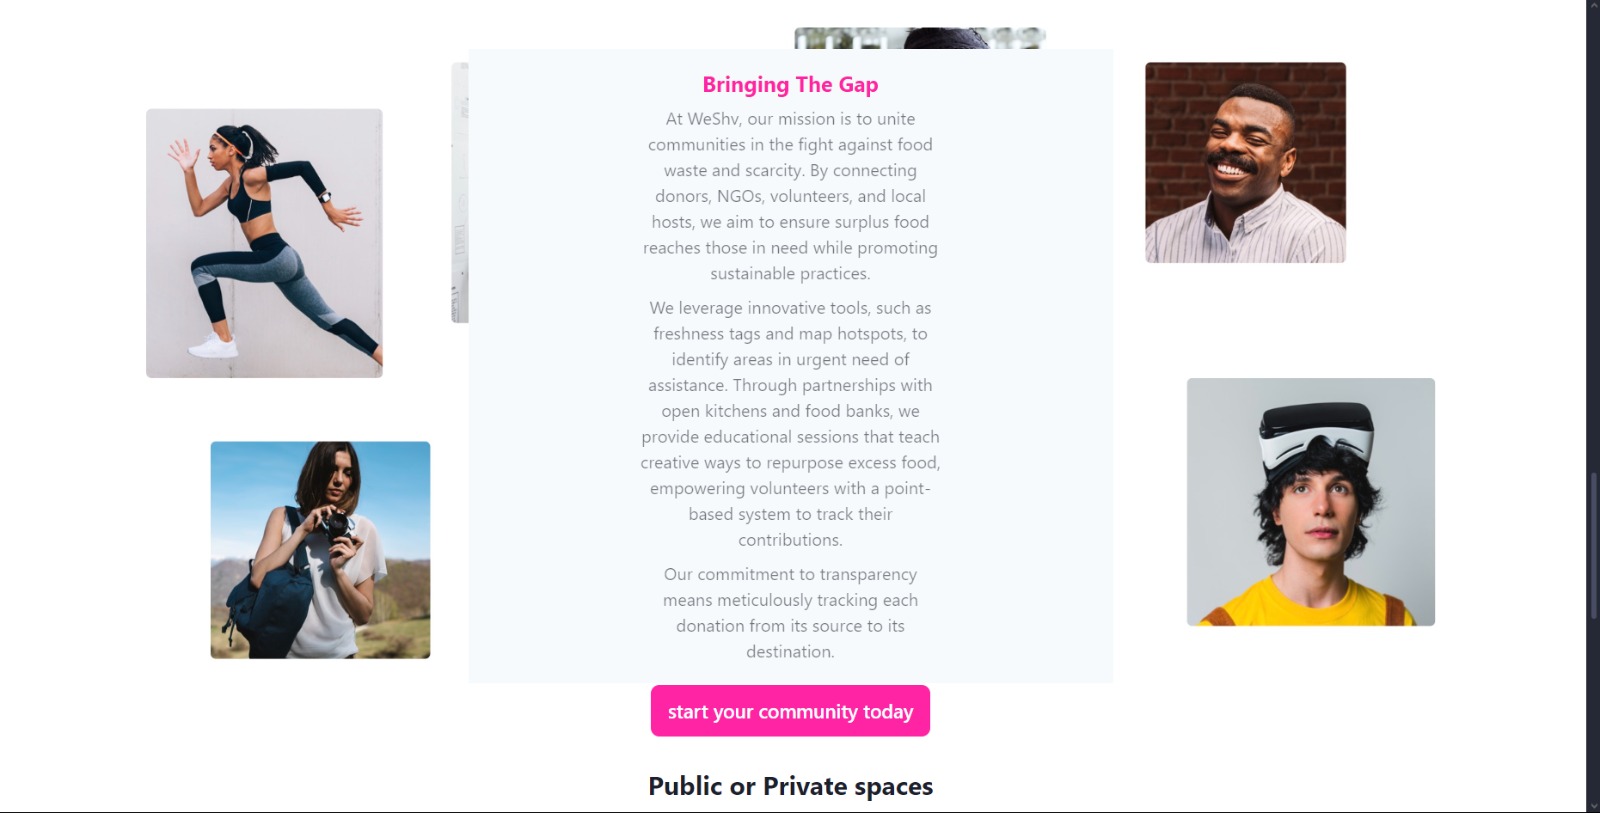 Bringing The Gap
At WeShv, our mission is to unite
communities in the fight against food
waste and scarcity. By connecting
donors, NGOs, volunteers, and local
hosts, we aim to ensure surplus food
reaches those in need while promoting
sustainable practices.
We leverage innovative tools, such as
freshness tags and map hotspots, to
identify areas in urgent need of
assistance. Through partnerships with
open kitchens and food banks, we
provide educational sessions that teach
creative ways to repurpose excess food,
empowering volunteers with a point-
based system to track their
contributions.
Our commitment to transparency
means meticulously tracking each
donation from its source to its
destination.
start your community today
Public or Private spaces